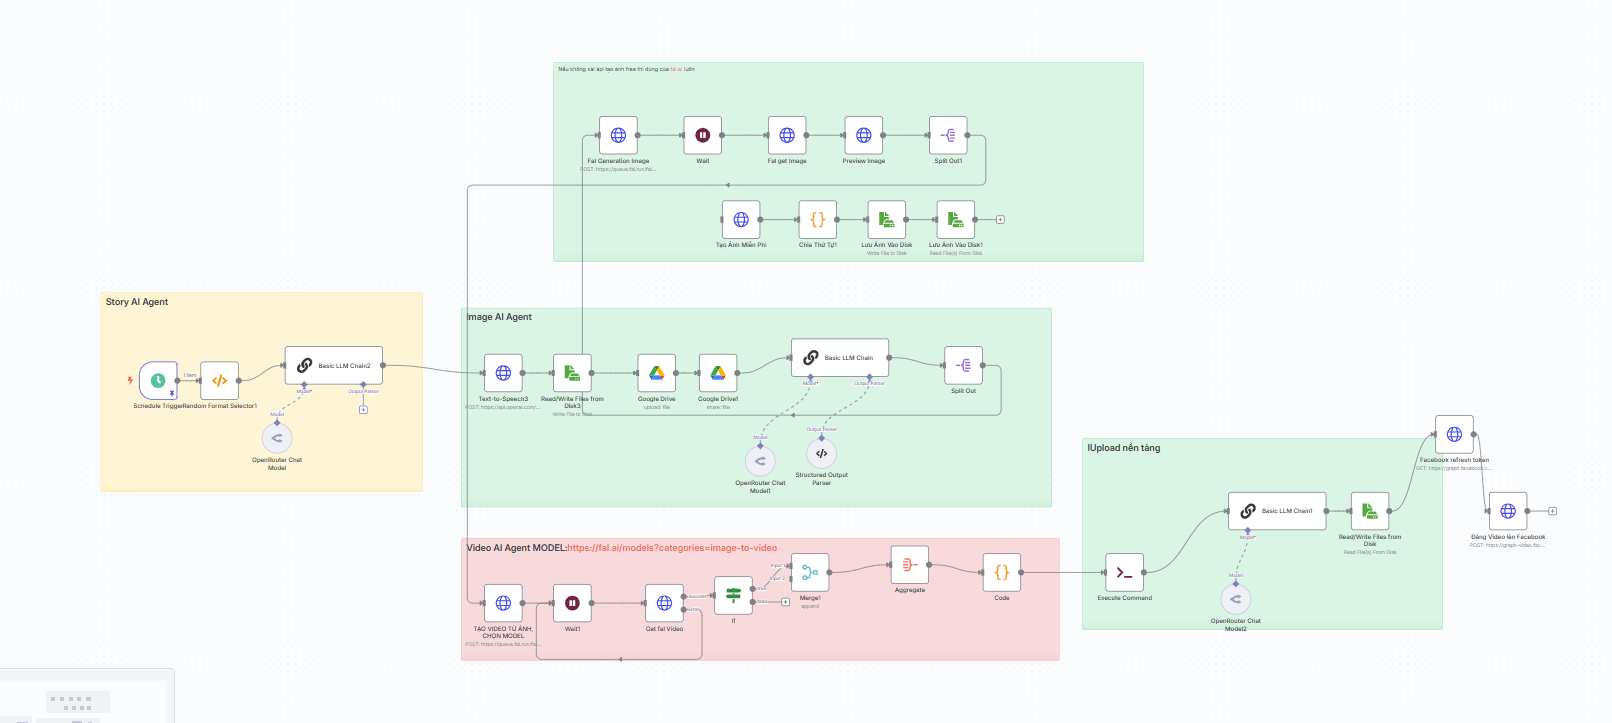 Nếu không xài api tạo ảnh free thì dùng của fal.ai luôn
Fal Generation Image
POST: https://queue.fal.run/fal...
Wait
Fal get Image
Preview Image
Split Out1
Tạo Ảnh Miễn Phí
Chia Thứ Tự1
Lưu Ảnh Vào Disk
Write File to Disk
Lưu Ảnh Vào Disk1
Read File(s) From Disk
Story AI Agent
1 item
Schedule Trigger
Random Format Selector1
Basic LLM Chain2
Model*
Output Parser
Model
OpenRouter Chat
Model
Image AI Agent
Text-to-Speech3
POST: https://api.openai.com/...
Read/Write Files from
Disk3
Write File to Disk
Google Drive
upload: file
Google Drive1
share: file
Basic LLM Chain
Model*
Output Parser
Split Out
Model
OpenRouter Chat
Model1
Output Parser
Structured Output
Parser
Video AI Agent MODEL:https://fal.ai/models?categories=image-to-video
TẠO VIDEO TỪ ẢNH,
CHỌN MODEL
POST: https://queue.fal.run/fal...
Wait1
Get fal Video
Success
Error
If
true
false
Input 1
Input 2
Merge1
append
Aggregate
Code
IUpload nền tảng
Execute Command
Basic LLM Chain1
Model*
Model
OpenRouter Chat
Model2
Read/Write Files from
Disk
Read File(s) From Disk
Facebook refresh token
GET: https://graph.facebook.c...
Đăng Video lên Facebook
POST: https://graph-video.fac...